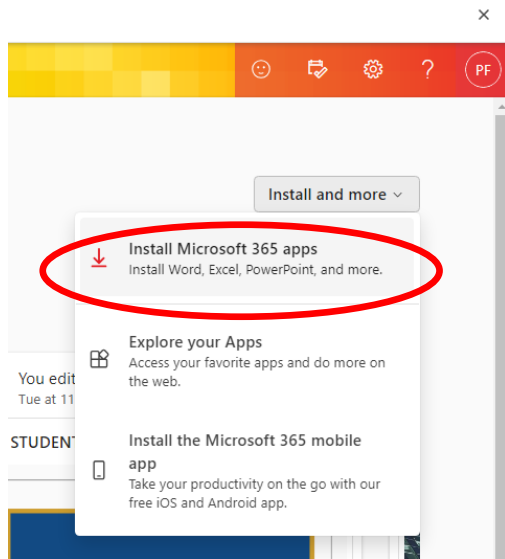 PF
Install and more
Install Microsoft 365 apps
Install Word, Excel, PowerPoint, and more.
Explore your Apps
Access your favorite apps and do more on
the web.
You edit
Tue at 11
Install the Microsoft 365 mobile
app
STUDENT
Take your productivity on the go with our
free iOS and Android app.